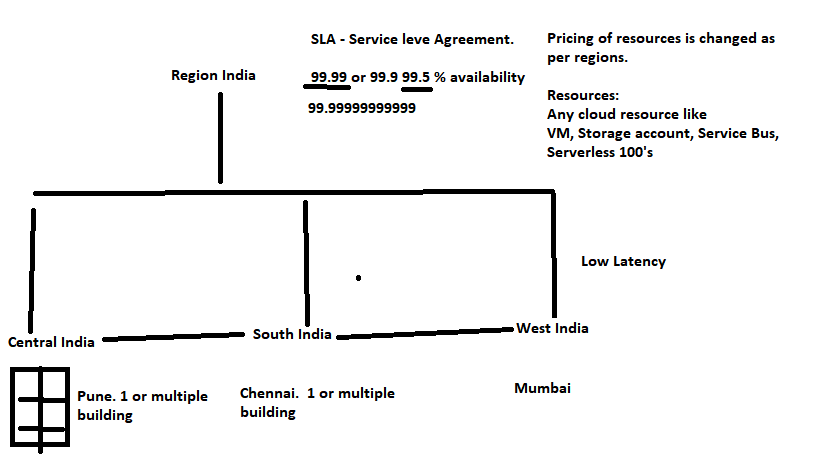 SLA - Service leve Agreement.
Pricing of resources is changed as
per regions.
Region India
99.99 or 99.9 99.5 % availability
99.99999999999
Resources:
Any cloud resource like
VM, Storage account, Service Bus,
Serverless 100's
Low Latency
Central India
South India
West India
Pune. 1 or multiple
building
Chennai.  1 or multiple
building
Mumbai